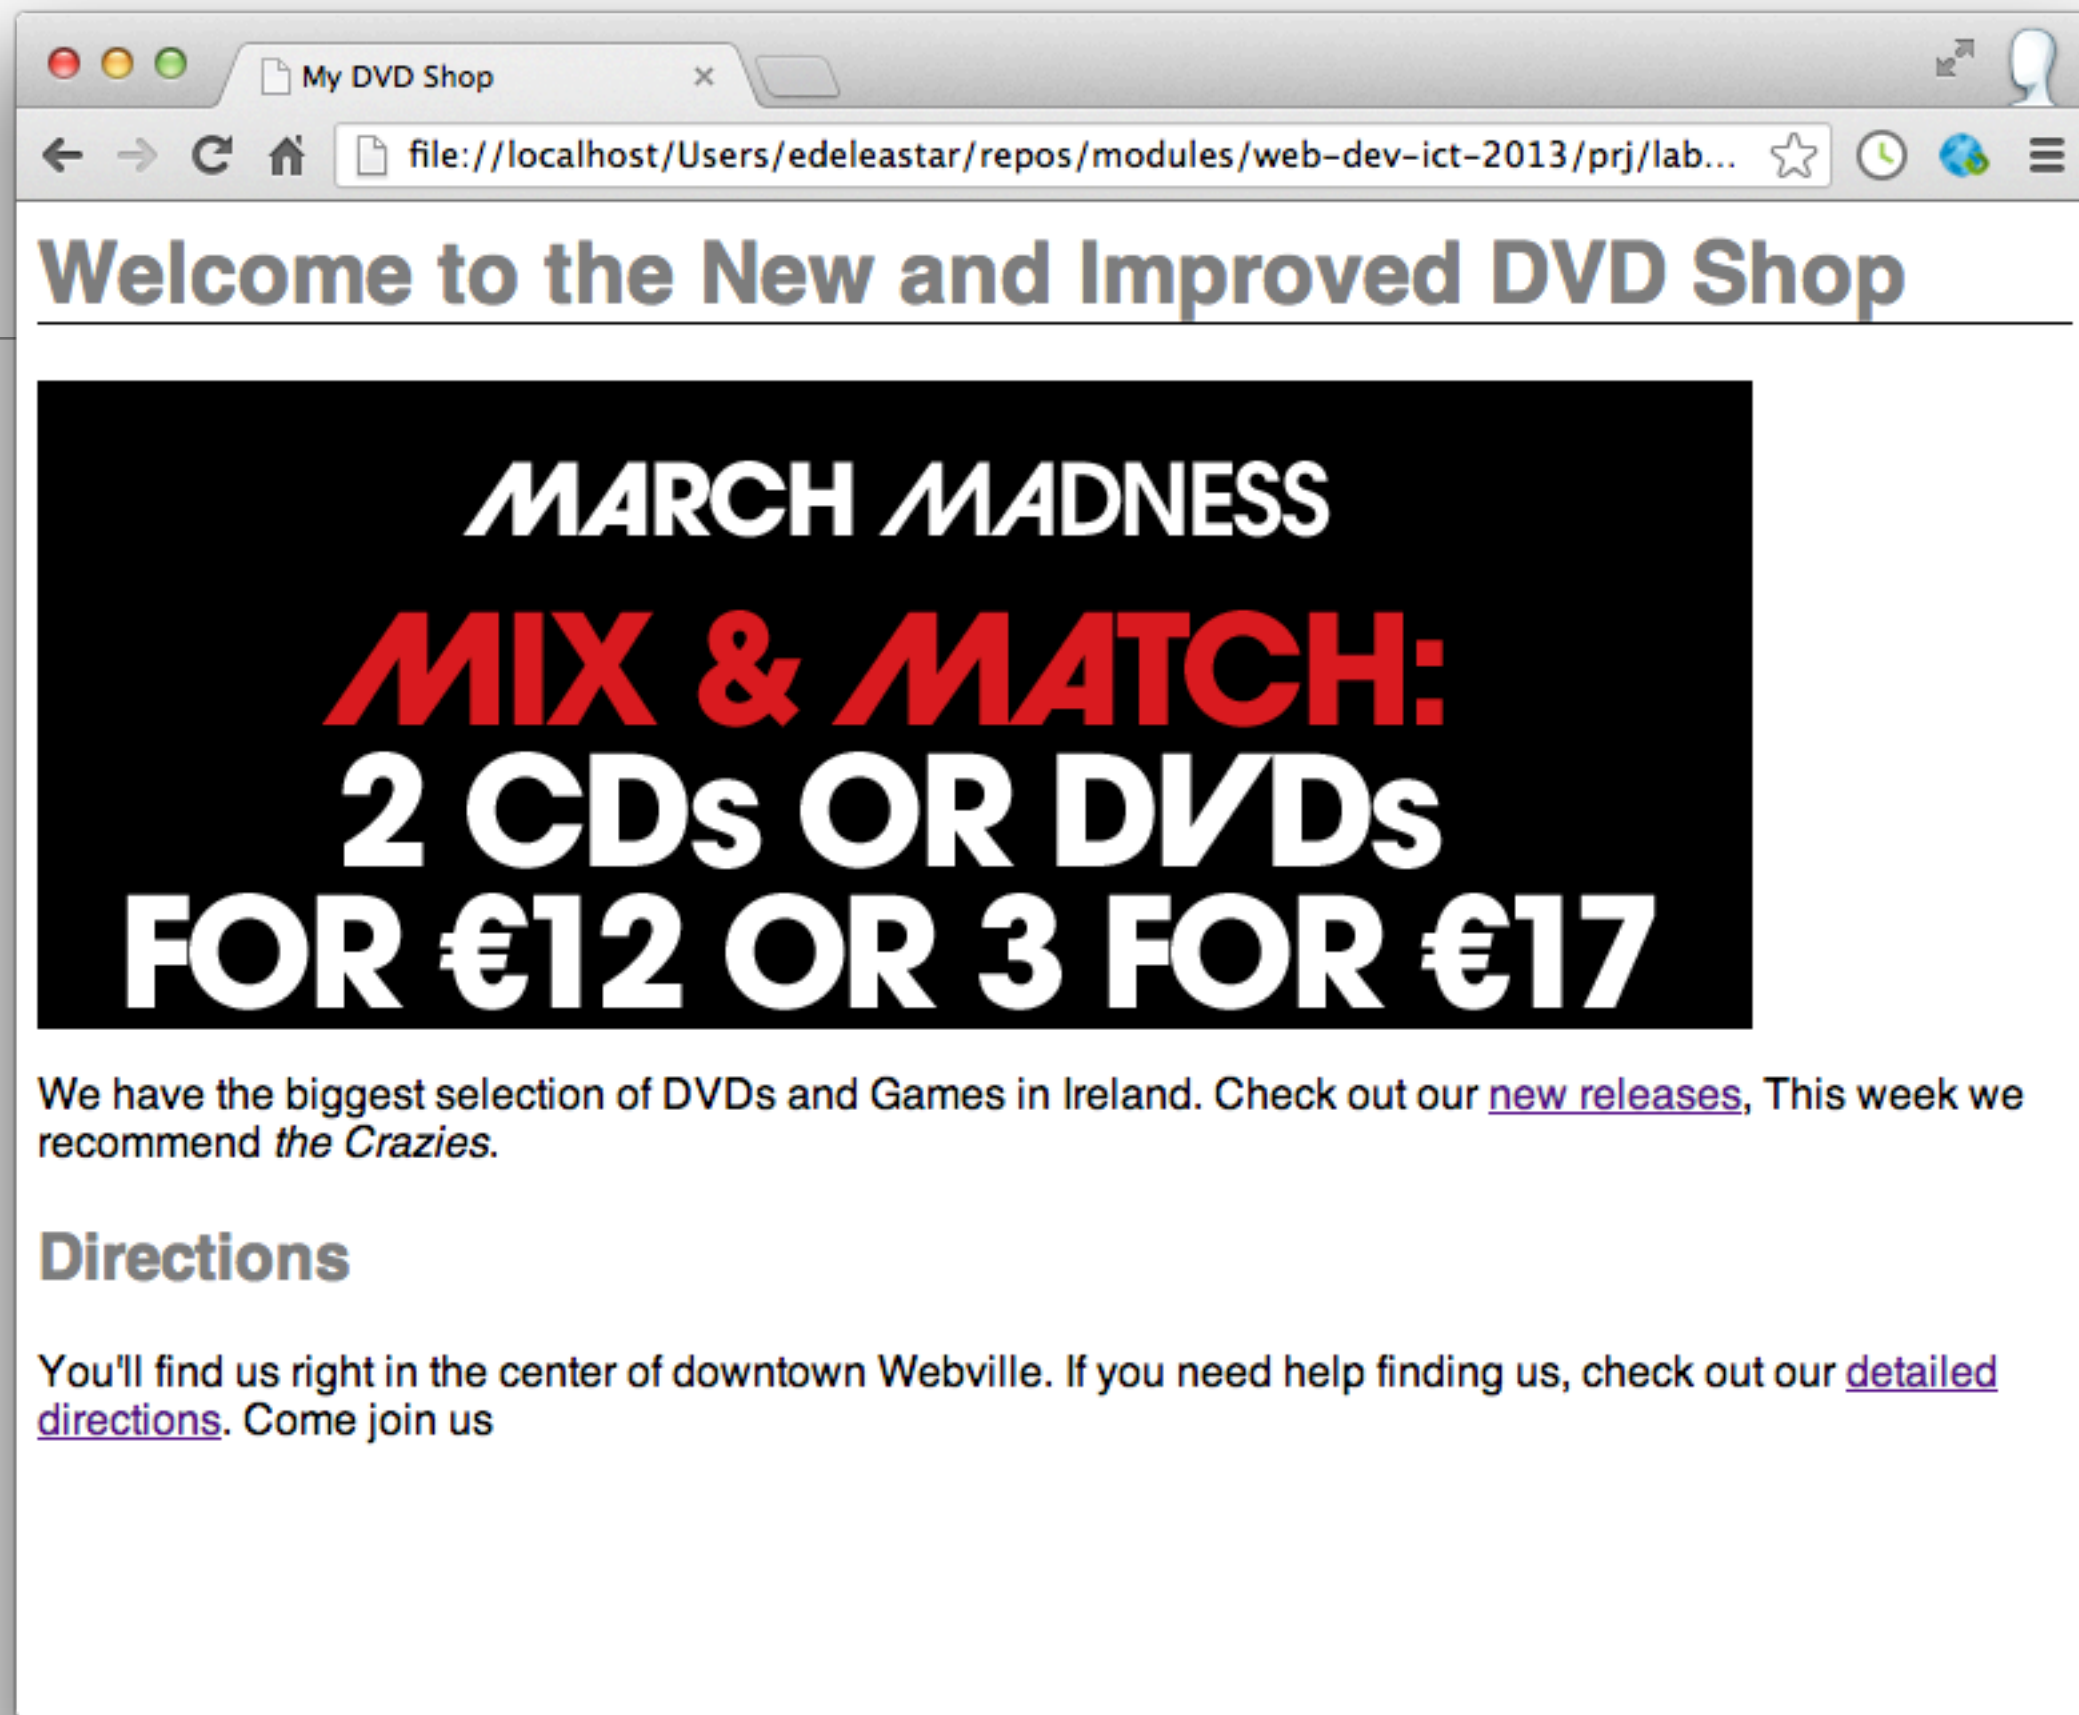 My DVD Shop
file://localhost/Users/edeleastar/repos/modules/web-dev-ict-2013/prj/lab...
Welcome to the New and Improved DVD Shop
MARCH MADNESS
MIX & MATCH:
2 CDs OR DVDs
FOR €12 OR 3 FOR €17
We have the biggest selection of DVDs and Games in Ireland. Check out our new releases, This week we
recommend the Crazies.
Directions
You'll find us right in the center of downtown Webville. If you need help finding us, check out our detailed
directions. Come join us